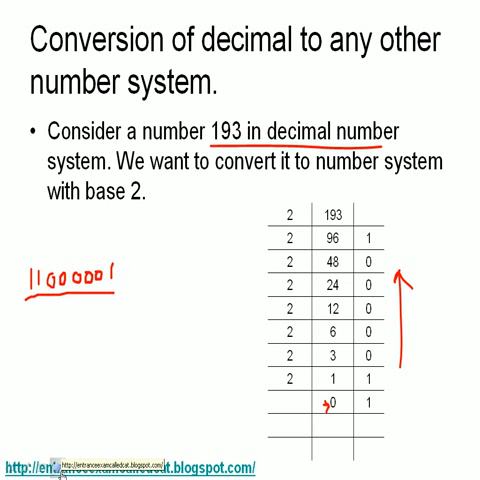 Conversion of decimal to any other
number system.
• Consider a number 193 in decimal number
system. We want to convert it to number system
with base 2.
2 193
2 96 1
2 48 0
2 24 0
2 12 0
2 6 0
2 3 0
2 1 1
0 1
11000001
http://entranceexamcalledcat.blogspot.com/
http://entranceexamcalledcat.blogspot.com/